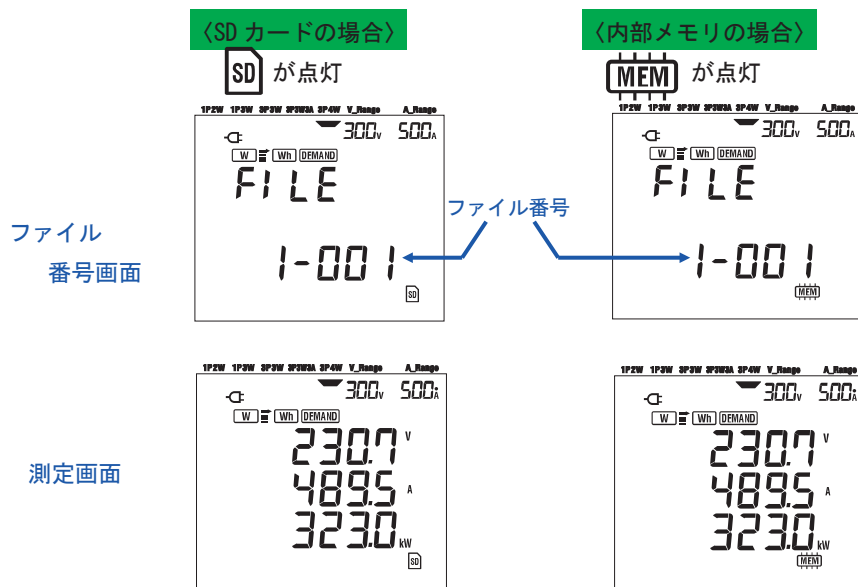 〈SD カードの場合〉
SD が点灯
1P2W 1P3W 3P3W 3P3W3A 3P4W V_Range A_Range
300V 500A
W Wh DEMAND
FILE
1-001
SD
〈内部メモリの場合〉
MEM が点灯
1P2W 1P3W 3P3W 3P3W3A 3P4W V_Range A_Range
300V 500A
W Wh DEMAND
FILE
1-001
MEM
ファイル番号
ファイル
番号画面
測定画面
1P2W 1P3W 3P3W 3P3W3A 3P4W V_Range A_Range
300V 500A
W Wh DEMAND
230.7 V
489.5 A
323.0 kW
SD
1P2W 1P3W 3P3W 3P3W3A 3P4W V_Range A_Range
300V 500A
W Wh DEMAND
230.7 V
489.5 A
323.0 kW
MEM